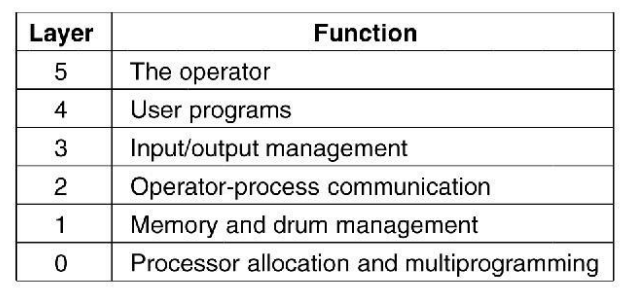 Layer Function
5 The operator
4 User programs
3 Input/output management
2 Operator-process communication
1 Memory and drum management
0 Processor allocation and multiprogramming